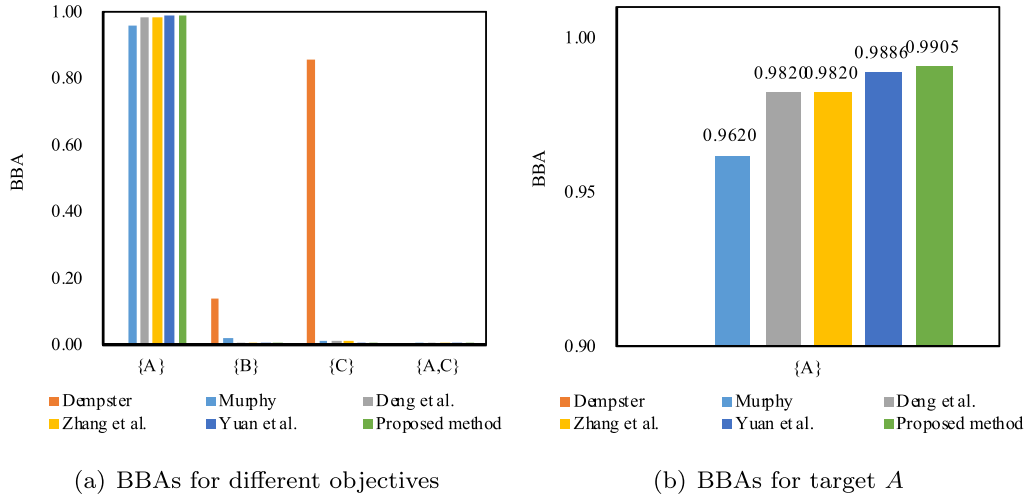 1.00
0.80
0.60
0.40
0.20
0.00
BBA
{A} {B} {C} {A,C}
Dempster Murphy Deng et al.
Zhang et al. Yuan et al. Proposed method
(a) BBAs for different objectives
1.00
0.95
0.90
BBA
0.9620 0.9820 0.9820 0.9886 0.9905
{A}
Dempster Murphy Deng et al.
Zhang et al. Yuan et al. Proposed method
(b) BBAs for target A